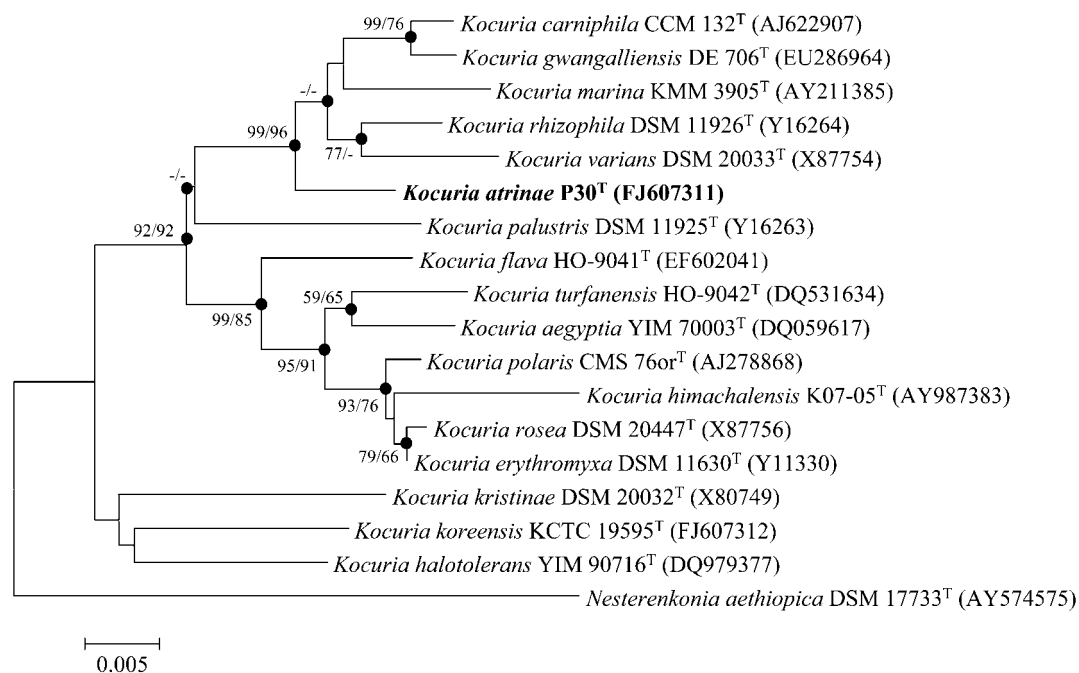 99/76
Kocuria carniphila CCM 132ᵀ (AJ622907)
Kocuria gwangalliensis DE 706ᵀ (EU286964)
-/-
Kocuria marina KMM 3905ᵀ (AY211385)
99/96
Kocuria rhizophila DSM 11926ᵀ (Y16264)
77/-
Kocuria varians DSM 20033ᵀ (X87754)
-/-
Kocuria atrinae P30ᵀ (FJ607311)
92/92
Kocuria palustris DSM 11925ᵀ (Y16263)
Kocuria flava HO-9041ᵀ (EF602041)
99/85
59/65
Kocuria turfanensis HO-9042ᵀ (DQ531634)
Kocuria aegyptia YIM 70003ᵀ (DQ059617)
95/91
Kocuria polaris CMS 76orᵀ (AJ278868)
93/76
Kocuria himachalensis K07-05ᵀ (AY987383)
Kocuria rosea DSM 20447ᵀ (X87756)
79/66
Kocuria erythromyxa DSM 11630ᵀ (Y11330)
Kocuria kristinae DSM 20032ᵀ (X80749)
Kocuria koreensis KCTC 19595ᵀ (FJ607312)
Kocuria halotolerans YIM 90716ᵀ (DQ979377)
Nesterenkonia aethiopica DSM 17733ᵀ (AY574575)
0.005